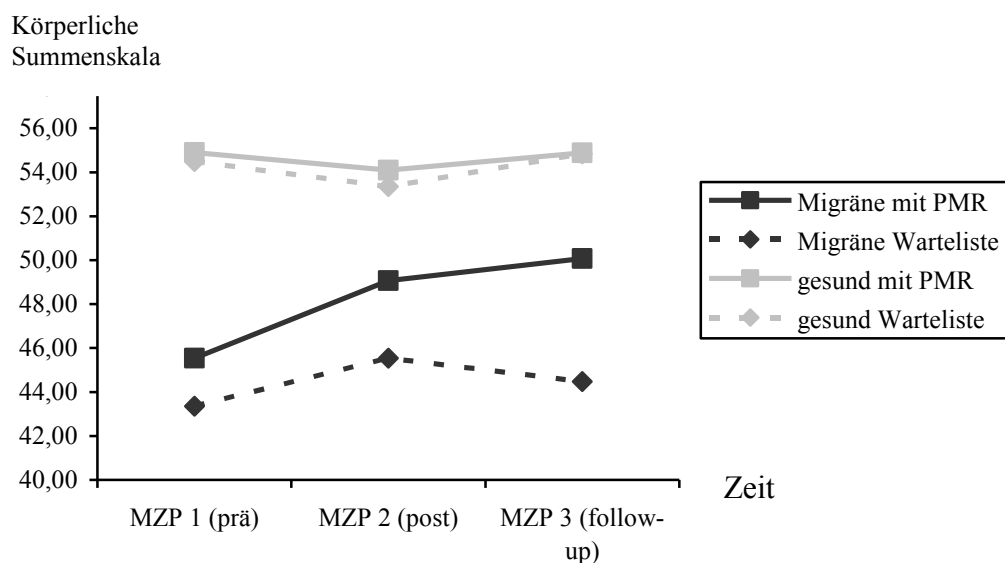 Körperliche
Summenskala
56,00
54,00
52,00
50,00
48,00
46,00
44,00
42,00
40,00
MZP 1 (prä)
MZP 2 (post)
MZP 3 (follow-
up)
Zeit
Migräne mit PMR
Migräne Warteliste
gesund mit PMR
gesund Warteliste